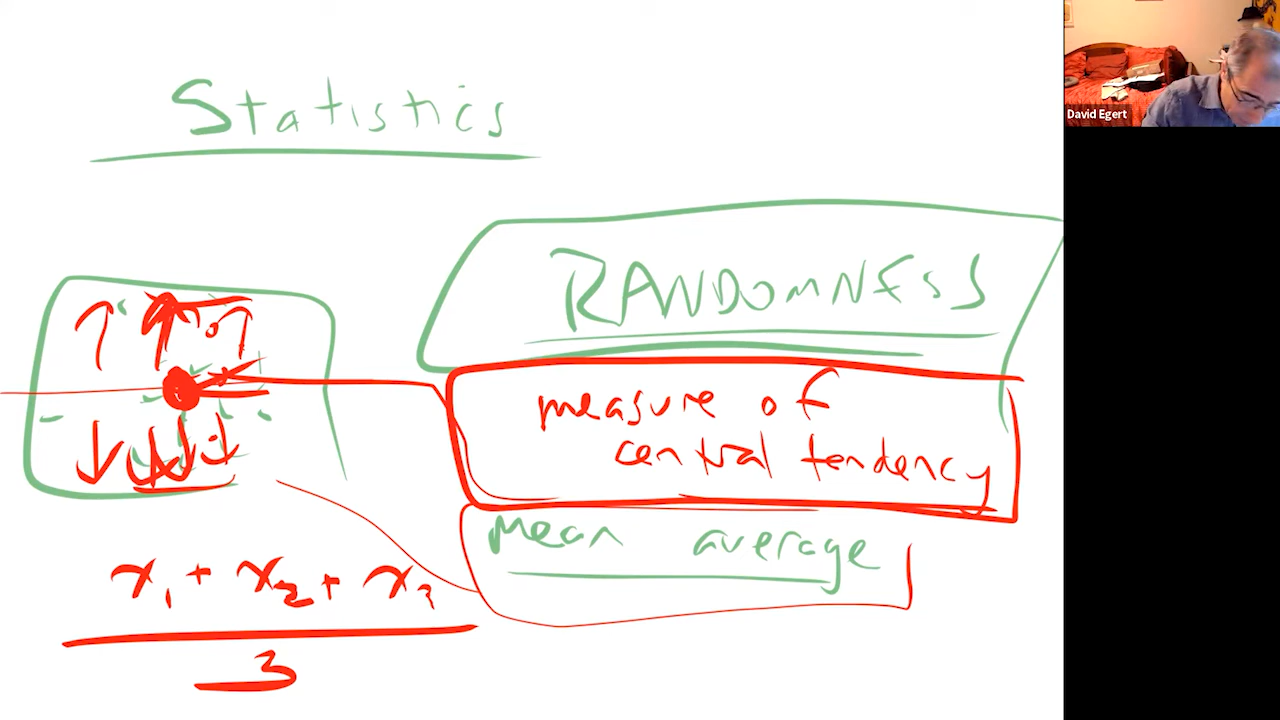 Statistics
David Egert
RANDOMNESS
measure of
central tendency
mean average
x₁ + x₂ + x₃
3